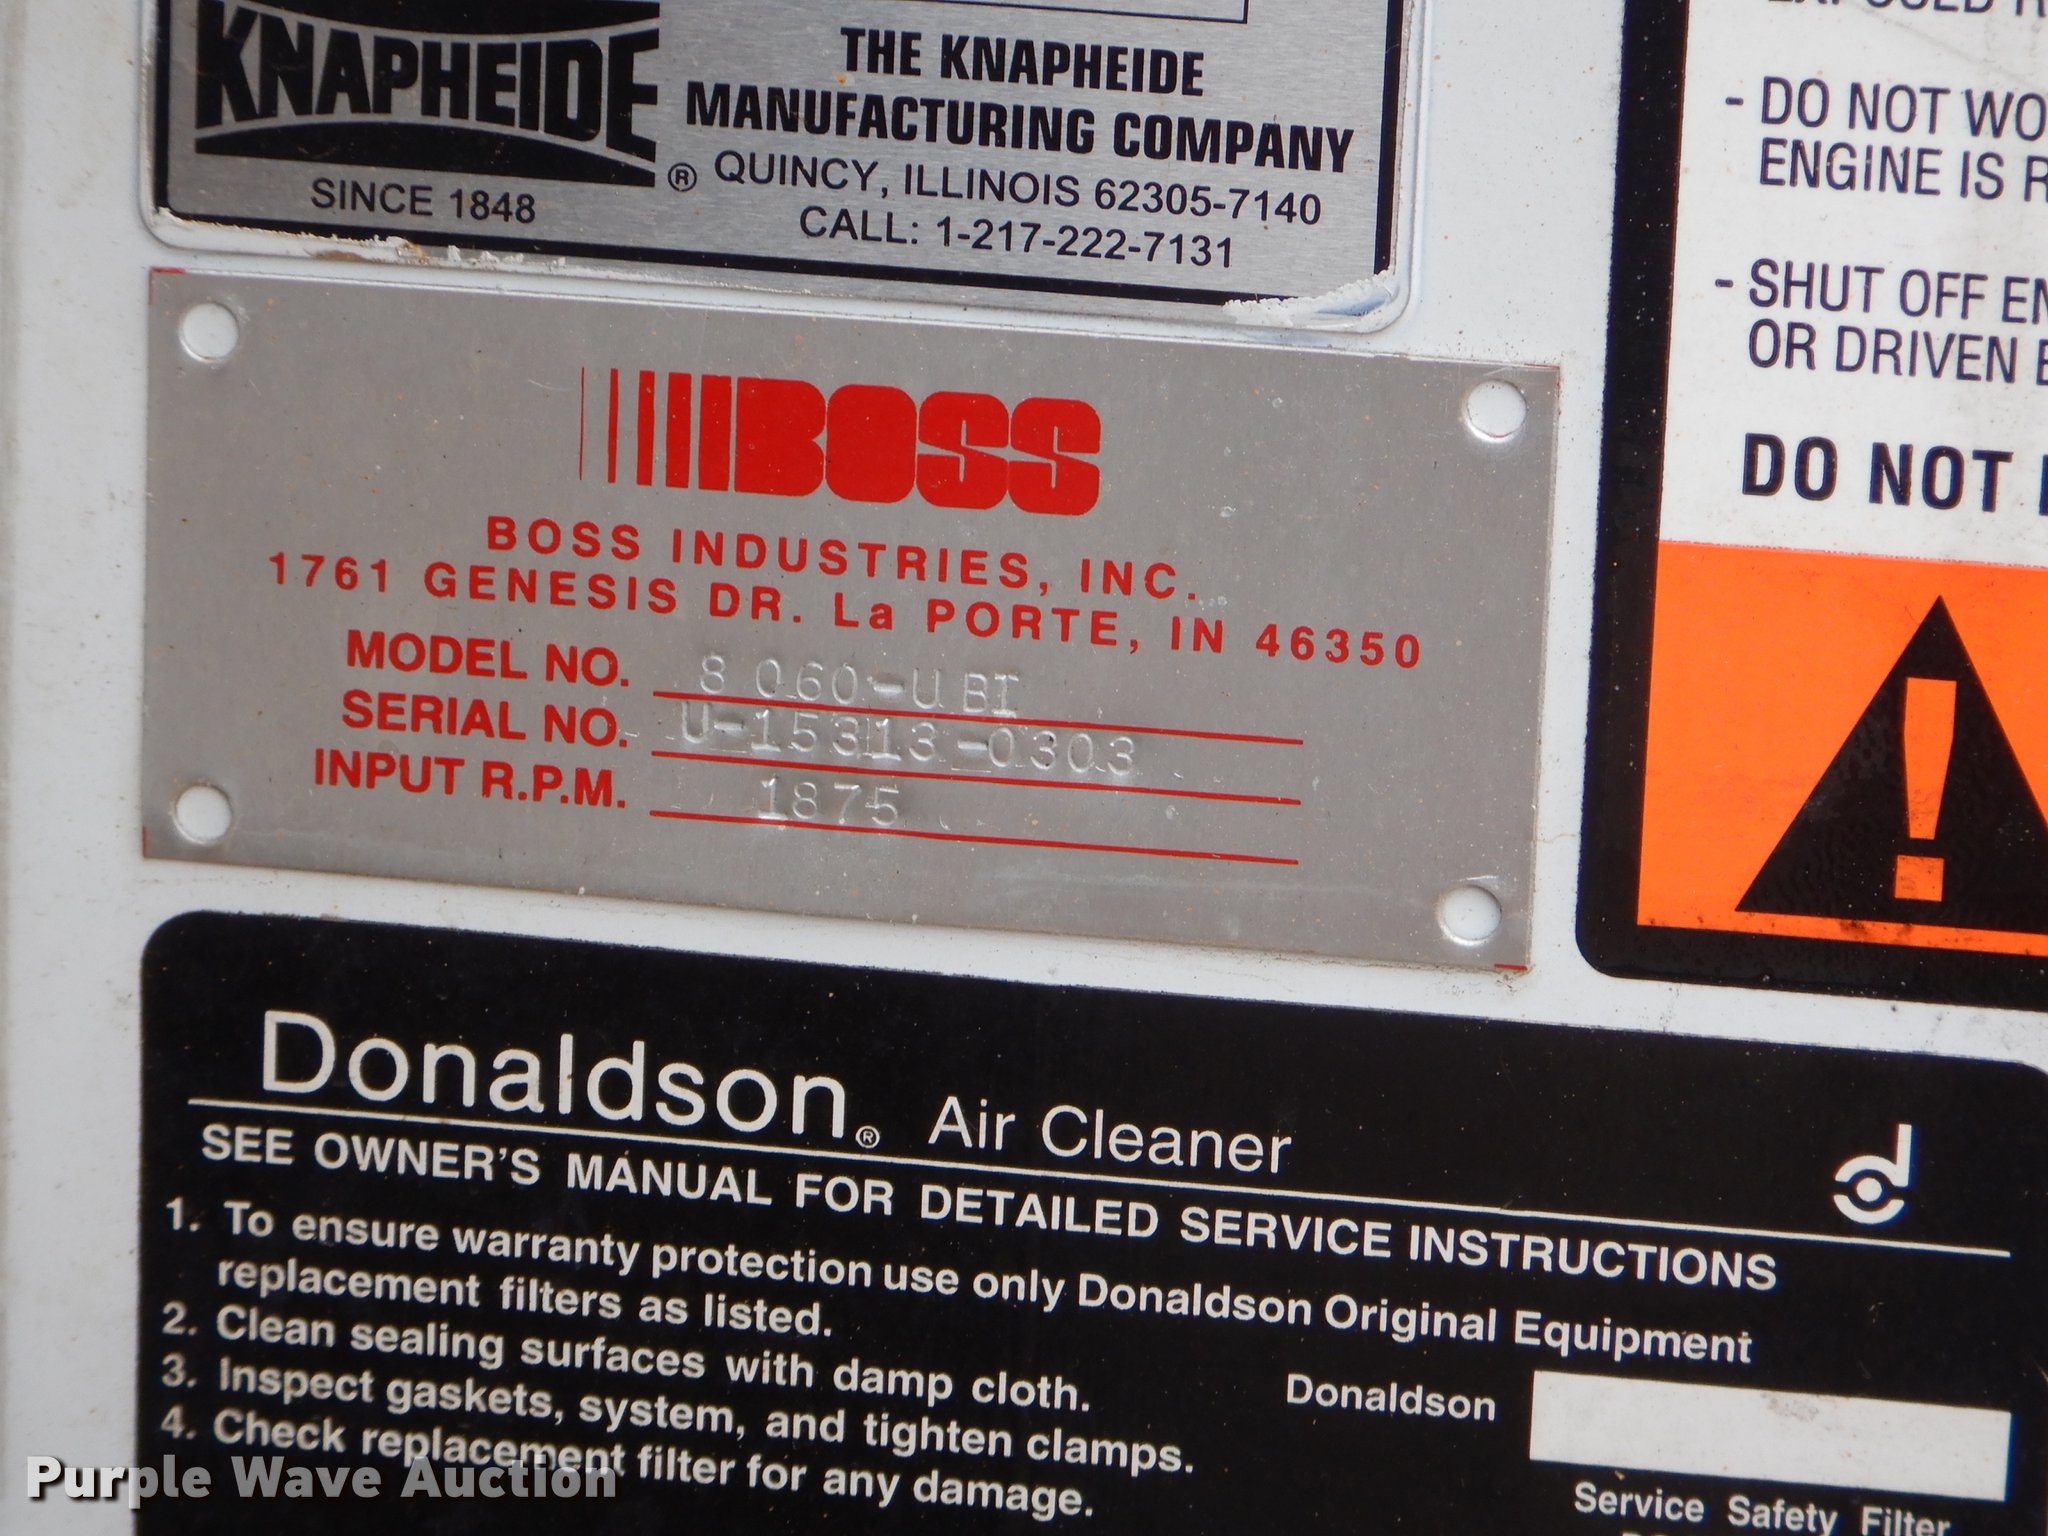 KNAPHEIDE
®
SINCE 1848
THE KNAPHEIDE
MANUFACTURING COMPANY
QUINCY, ILLINOIS 62305-7140
CALL: 1-217-222-7131
BOSS
BOSS INDUSTRIES, INC.
1761 GENESIS DR. La PORTE, IN 46350
MODEL NO. 8060-UBI
SERIAL NO. U-15313-0303
INPUT R.P.M. 1875
- DO NOT WO
ENGINE IS R
- SHUT OFF EN
OR DRIVEN E
DO NOT
!
Donaldson® Air Cleaner
SEE OWNER'S MANUAL FOR DETAILED SERVICE INSTRUCTIONS
1. To ensure warranty protection use only Donaldson Original Equipment
replacement filters as listed.
2. Clean sealing surfaces with damp cloth.
3. Inspect gaskets, system, and tighten clamps.
4. Check replacement filter for any damage.
Donaldson
Service Safety Filter
Purple Wave Auction